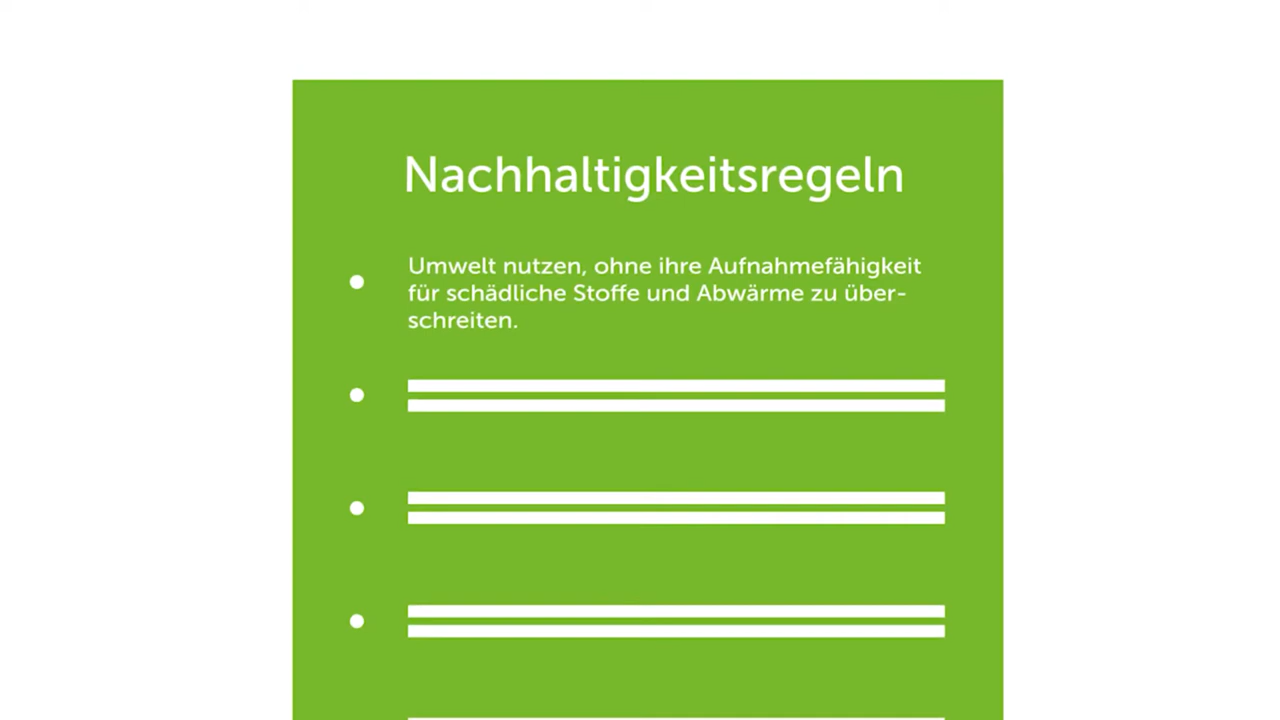 Nachhaltigkeitsregeln
Umwelt nutzen, ohne ihre Aufnahmefähigkeit
für schädliche Stoffe und Abwärme zu über-
schreiten.